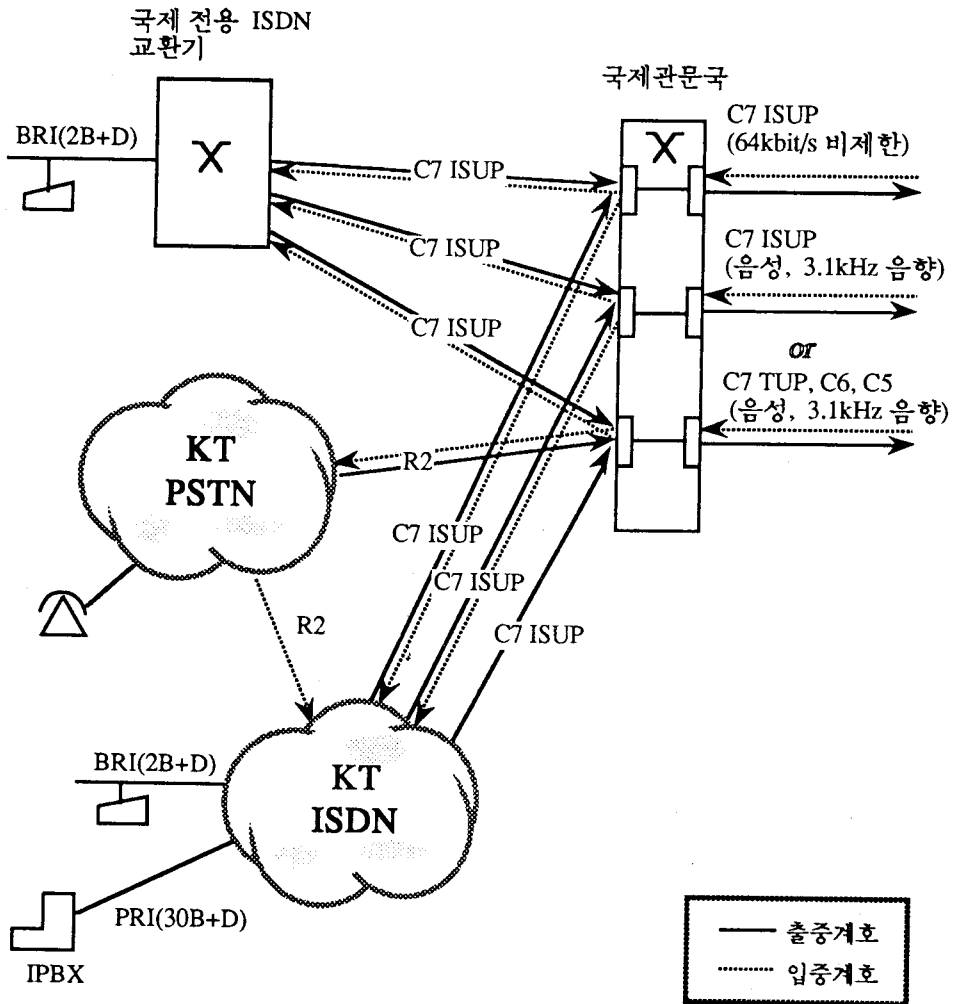 국제 전용 ISDN
교환기
국제관문국
BRI(2B+D)
C7 ISUP
C7 ISUP
(64kbit/s 비제한)
C7 ISUP
C7 ISUP
(음성, 3.1kHz 음향)
C7 ISUP
or
C7 TUP, C6, C5
(음성, 3.1kHz 음향)
KT
PSTN
R2
C7 ISUP
C7 ISUP
R2
C7 ISUP
BRI(2B+D)
KT
ISDN
PRI(30B+D)
IPBX
출중계호
입중계호